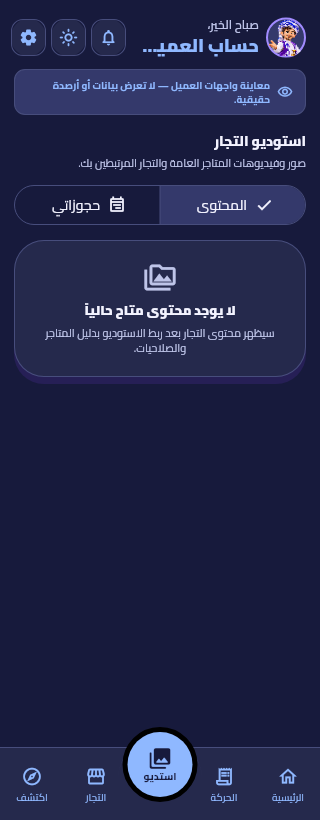 صباح الخير،
حساب العميـ...
معاينة واجهات العميل — لا تعرض بيانات أو أرصدة
حقيقية.
استوديو التجار
صور وفيديوهات المتاجر العامة والتجار المرتبطين بك.
المحتوى
حجوزاتي
لا يوجد محتوى متاح حالياً
سيظهر محتوى التجار بعد ربط الاستوديو بدليل المتاجر
والصلاحيات.
الرئيسية
الحركة
استديو
التجار
اكتشف